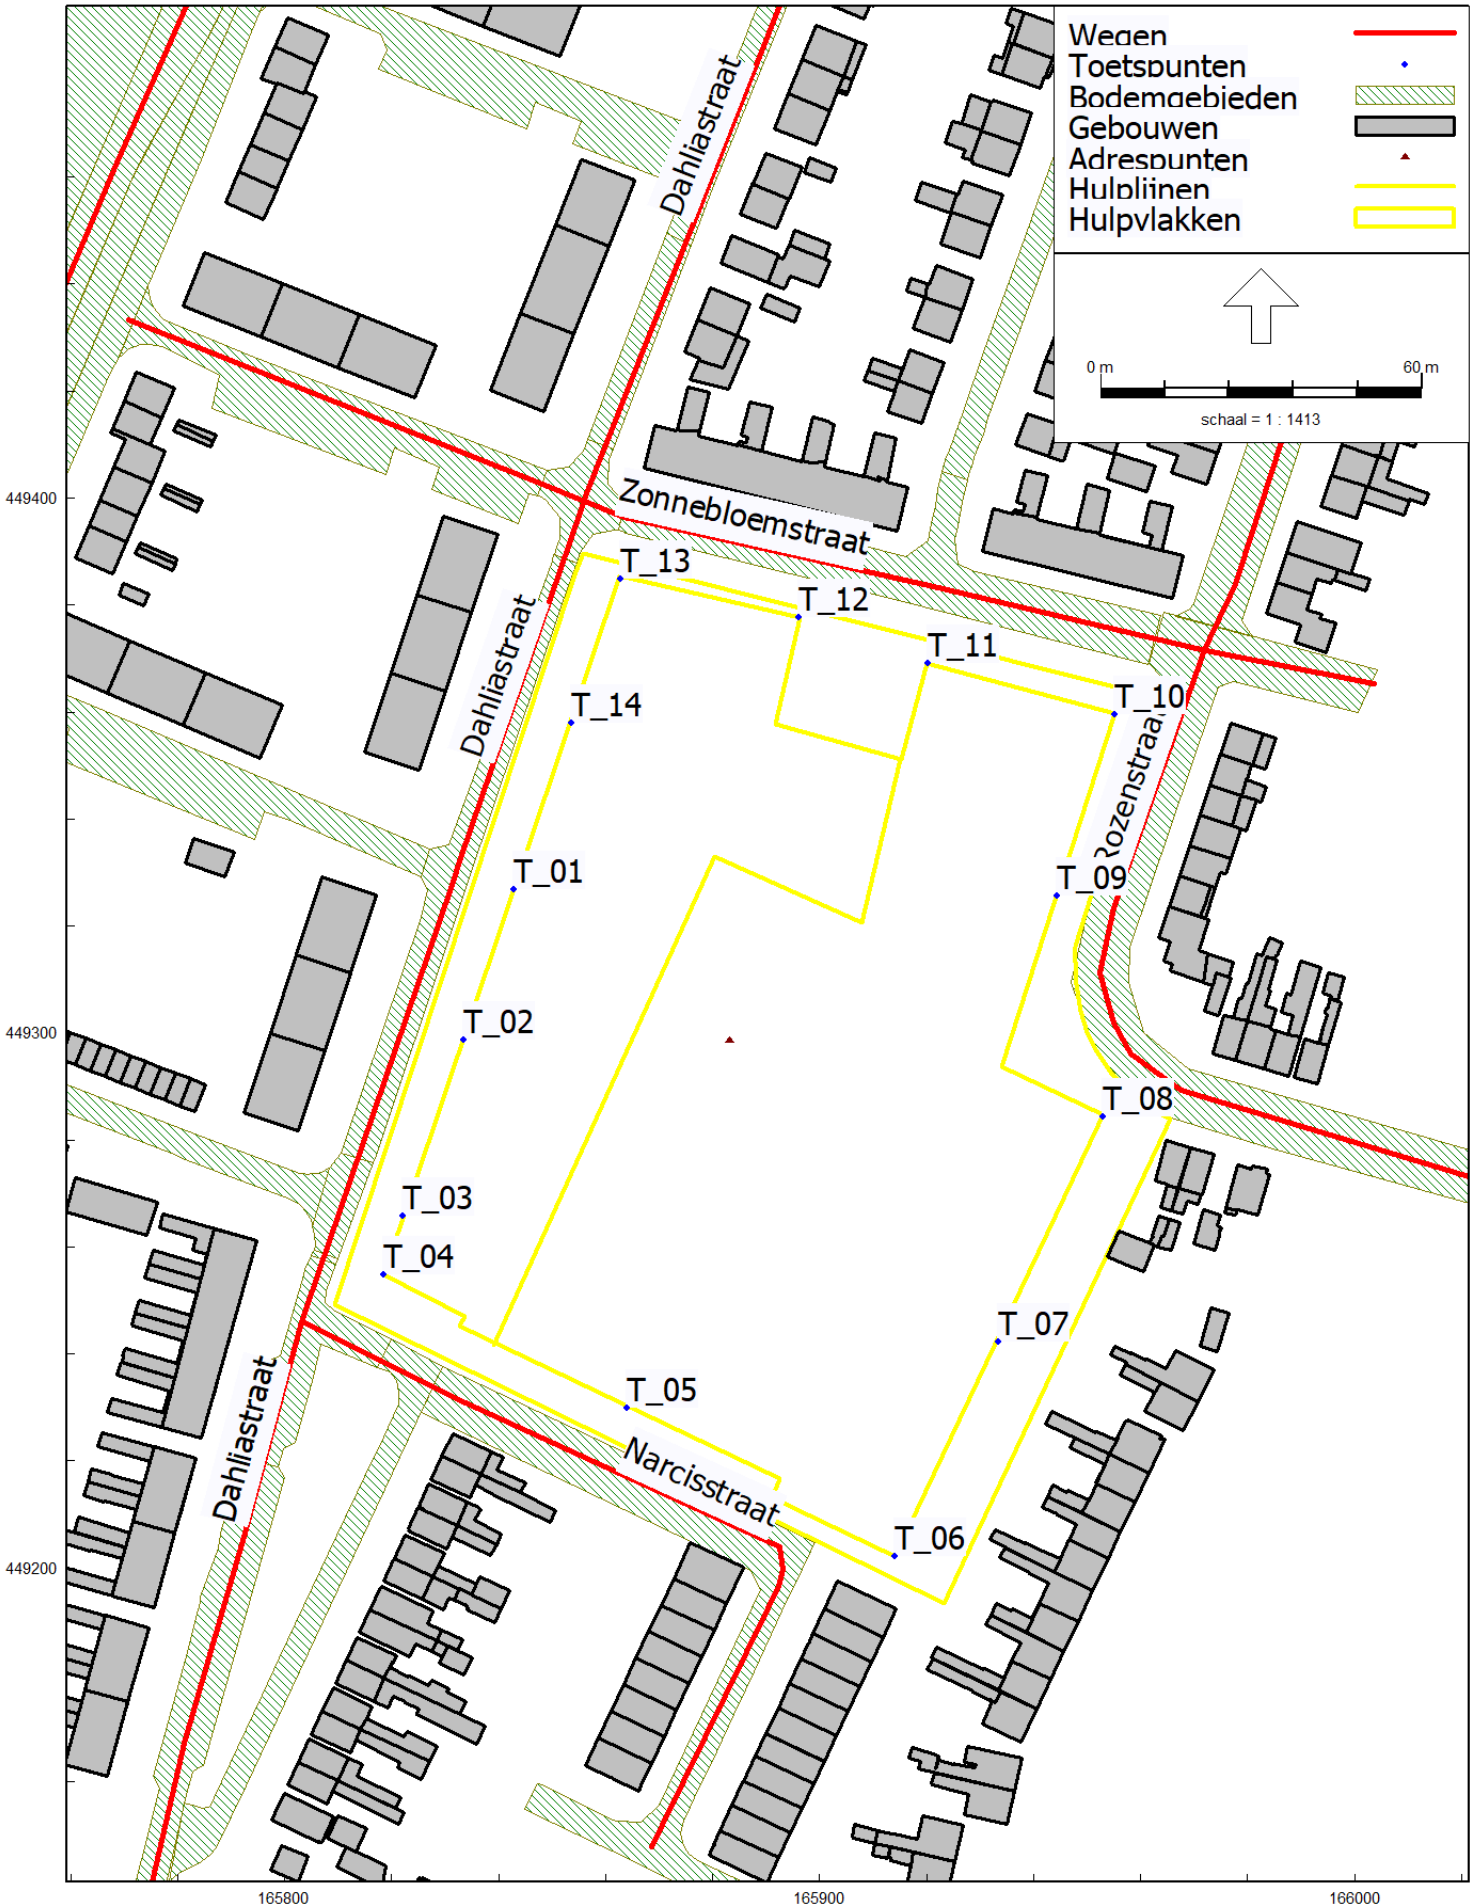 Wegen
Toetspunten
Bodemgebieden
Gebouwen
Adrespunten
Hulplijnen
Hulpvlakken
0 m
60 m
schaal = 1 : 1413
Dahliastraat
449400
Zonnebloemstraat
T_13
T_12
T_11
Dahliastraat
T_14
T_10
Rozenstraat
T_01
T_09
449300
T_02
T_08
T_03
T_04
T_07
Dahliastraat
T_05
Narcisstraat
T_06
449200
165800
165900
166000